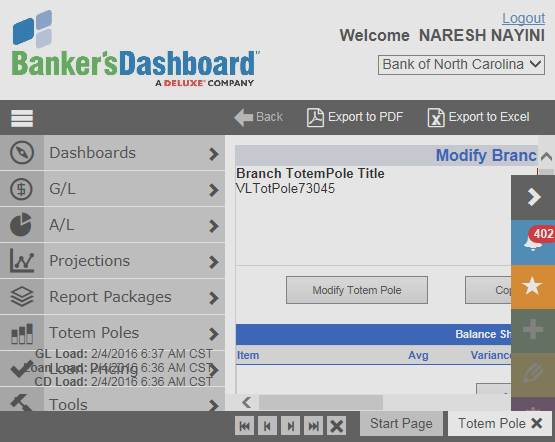 Logout
Welcome NARESH NAYINI
Banker'sDashboard™
A DELUXE® COMPANY
Bank of North Carolina
Back
Export to PDF
Export to Excel
Dashboards
G/L
A/L
Projections
Report Packages
Totem Poles
GL Load: 2/4/2016 6:37 AM CST
Loan Pricing
Loan Load: 2/4/2016 6:36 AM CST
CD Load: 2/4/2016 6:36 AM CST
Tools
Modify Branc
Branch TotemPole Title
VLTotPole73045
402
Modify Totem Pole
Cop
Balance Sh
Item
Avg
Variance
Start Page
Totem Pole